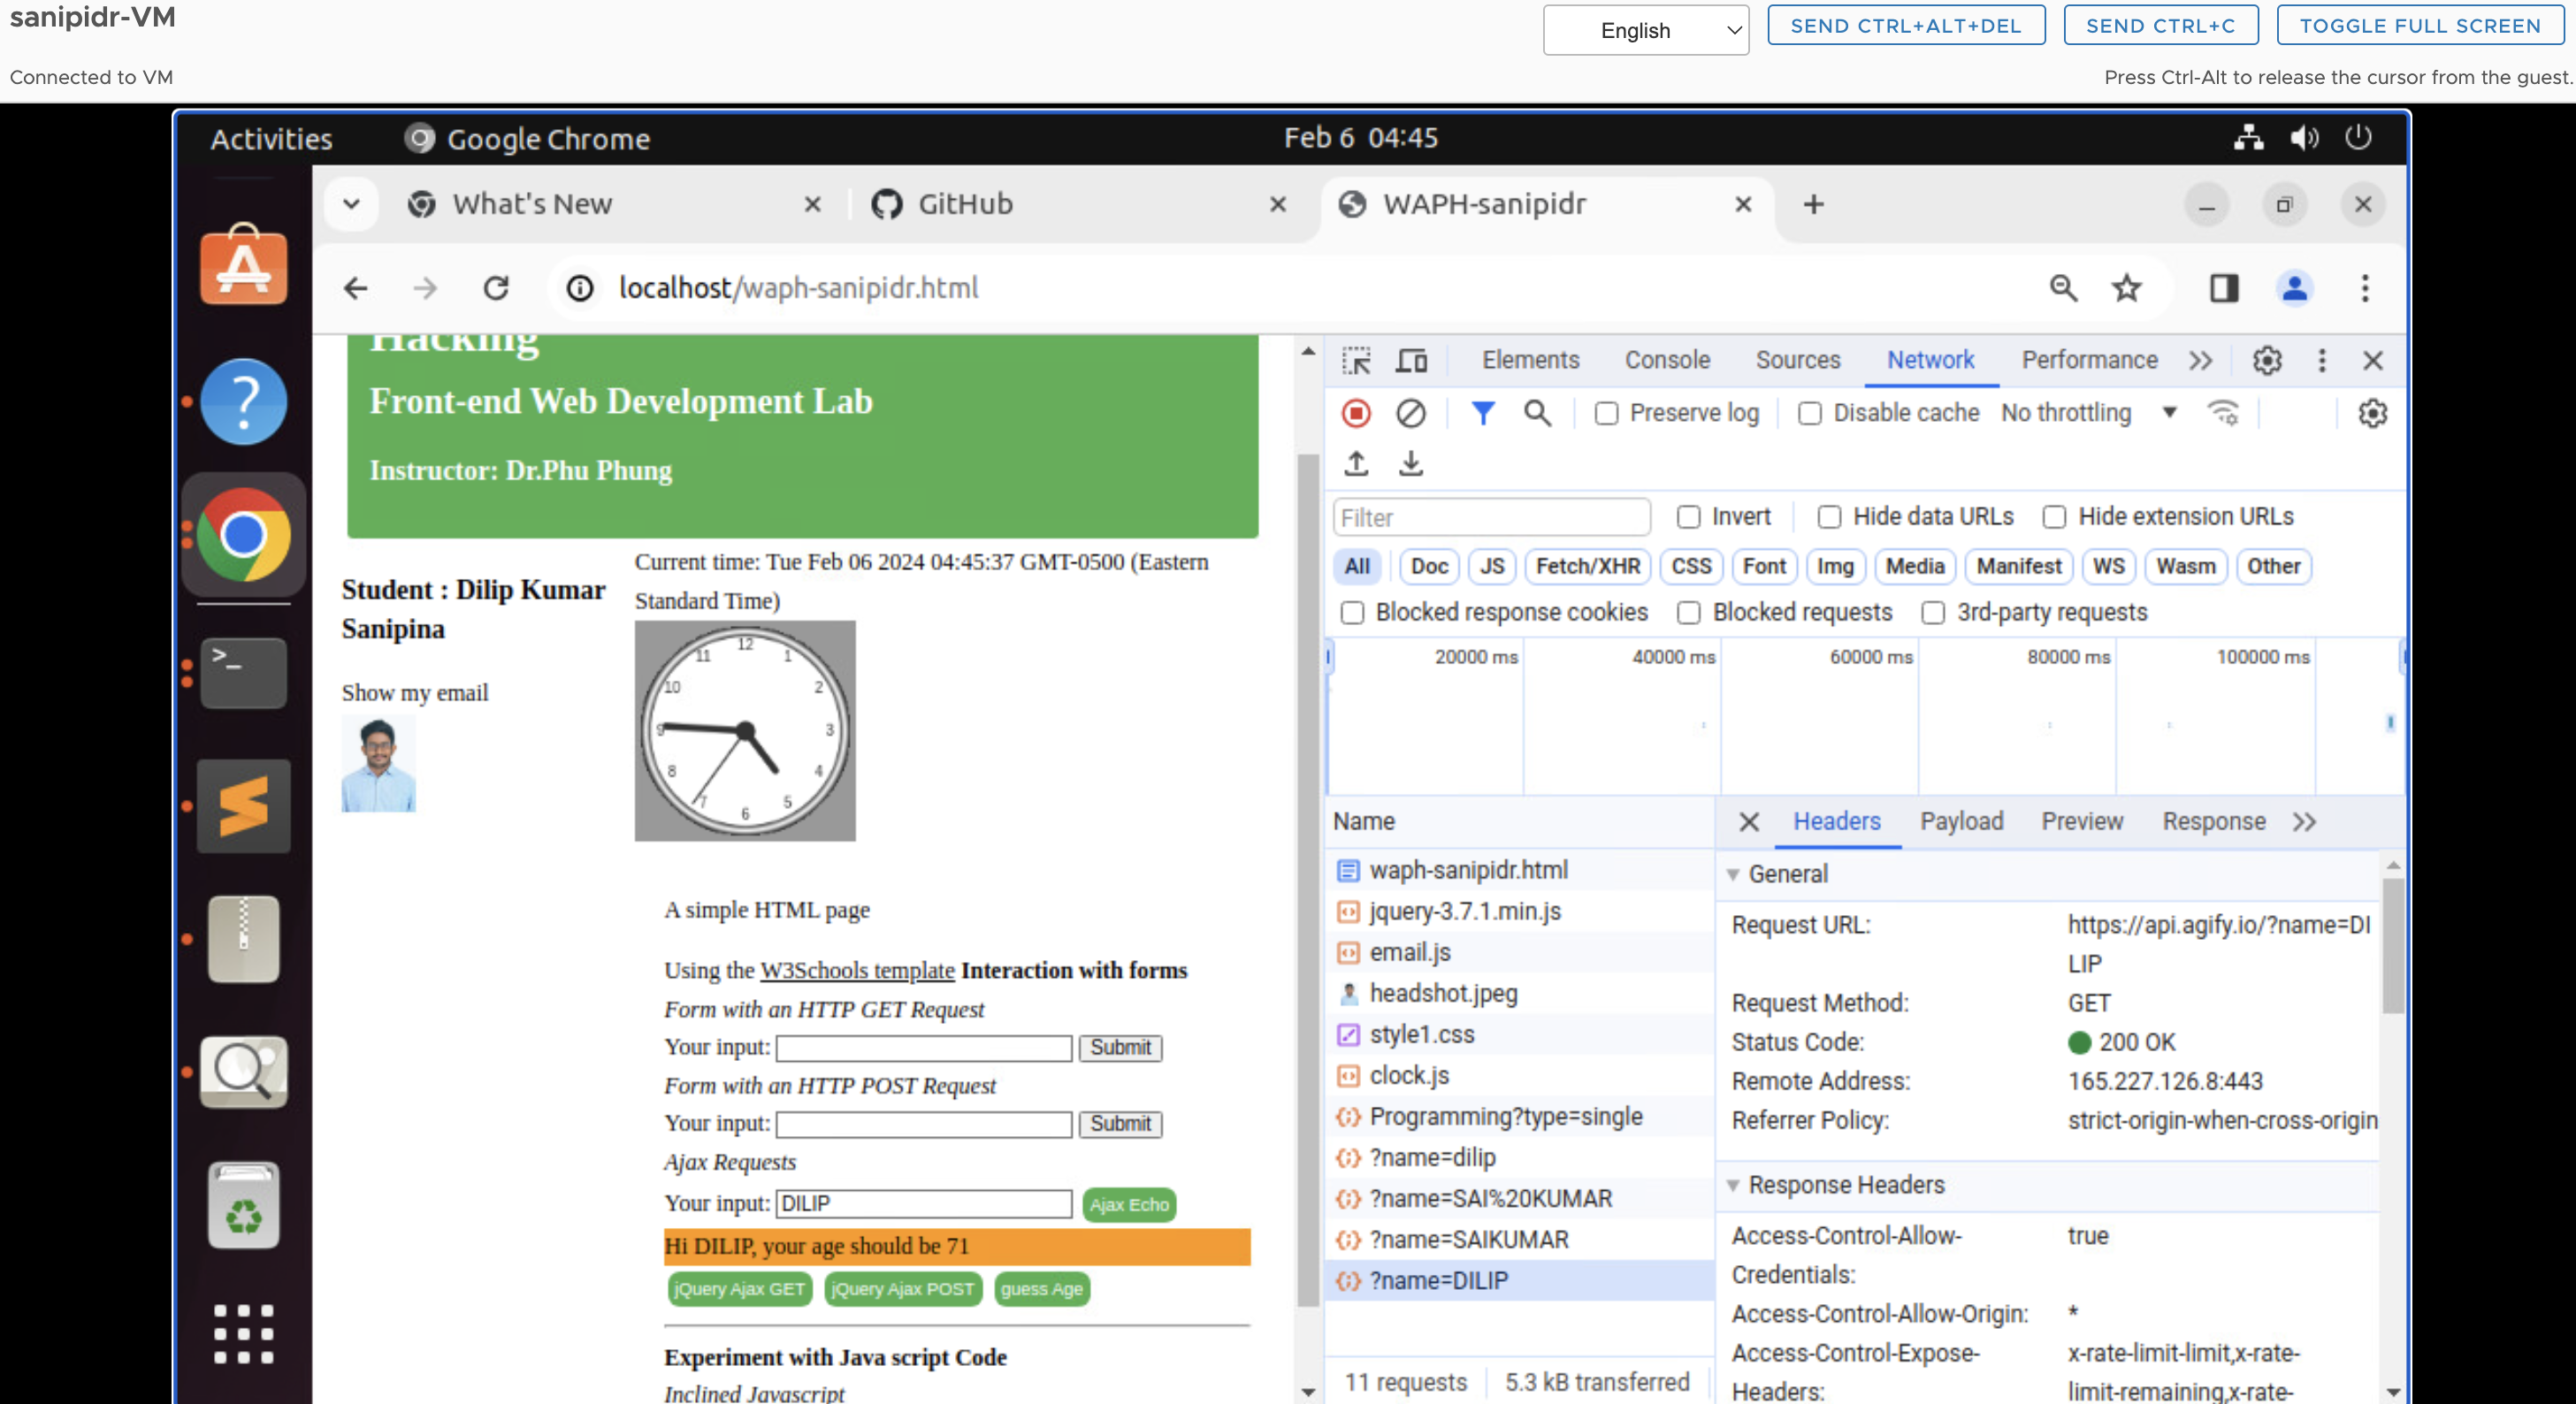 sanipidr-VM
English
SEND CTRL+ALT+DEL
SEND CTRL+C
TOGGLE FULL SCREEN
Connected to VM
Press Ctrl-Alt to release the cursor from the guest.
Activities
Google Chrome
Feb 6 04:45
What's New
GitHub
WAPH-sanipidr
localhost/waph-sanipidr.html
Hacking
Front-end Web Development Lab
Instructor: Dr.Phu Phung
Student : Dilip Kumar
Sanipina
Show my email
Current time: Tue Feb 06 2024 04:45:37 GMT-0500 (Eastern
Standard Time)
12
1
2
3
4
5
6
7
8
9
10
11
A simple HTML page
Using the W3Schools template Interaction with forms
Form with an HTTP GET Request
Your input: Submit
Form with an HTTP POST Request
Your input: Submit
Ajax Requests
Your input: DILIP Ajax Echo
Hi DILIP, your age should be 71
jQuery Ajax GET jQuery Ajax POST guess Age
Experiment with Java script Code
Inclined Javascript
Elements Console Sources Network Performance
Preserve log Disable cache No throttling
Filter Invert Hide data URLs Hide extension URLs
All Doc JS Fetch/XHR CSS Font Img Media Manifest WS Wasm Other
Blocked response cookies Blocked requests 3rd-party requests
20000 ms 40000 ms 60000 ms 80000 ms 100000 ms
Name
waph-sanipidr.html
jquery-3.7.1.min.js
email.js
headshot.jpeg
style1.css
clock.js
Programming?type=single
?name=dilip
?name=SAI%20KUMAR
?name=SAIKUMAR
?name=DILIP
11 requests 5.3 kB transferred
Headers Payload Preview Response
General
Request URL: https://api.agify.io/?name=DI
LIP
Request Method: GET
Status Code: 200 OK
Remote Address: 165.227.126.8:443
Referrer Policy: strict-origin-when-cross-origin
Response Headers
Access-Control-Allow- true
Credentials:
Access-Control-Allow-Origin: *
Access-Control-Expose- x-rate-limit-limit,x-rate-
Headers: limit-remaining,x-rate-